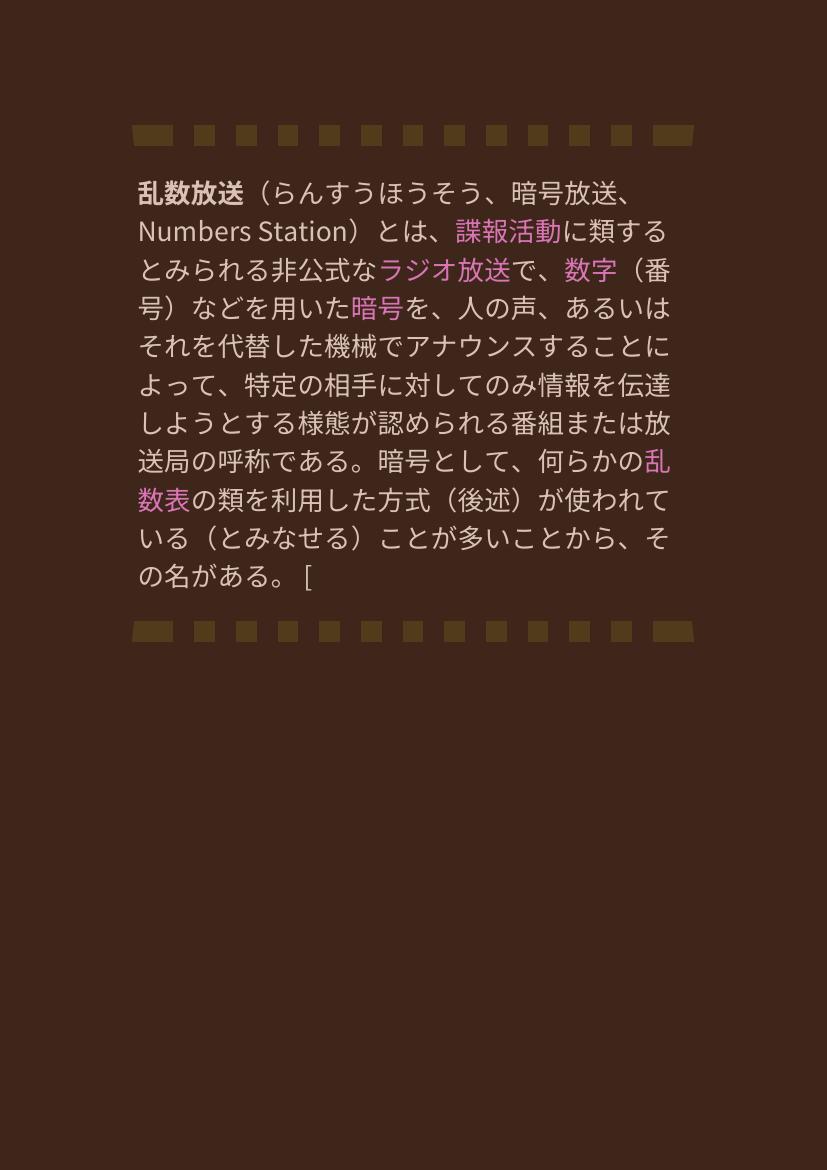 乱数放送（らんすうほうそう、暗号放送、
Numbers Station）とは、諜報活動に類する
とみられる非公式なラジオ放送で、数字（番
号）などを用いた暗号を、人の声、あるいは
それを代替した機械でアナウンスすることに
よって、特定の相手に対してのみ情報を伝達
しようとする様態が認められる番組または放
送局の呼称である。暗号として、何らかの乱
数表の類を利用した方式（後述）が使われて
いる（とみなせる）ことが多いことから、そ
の名がある。 [